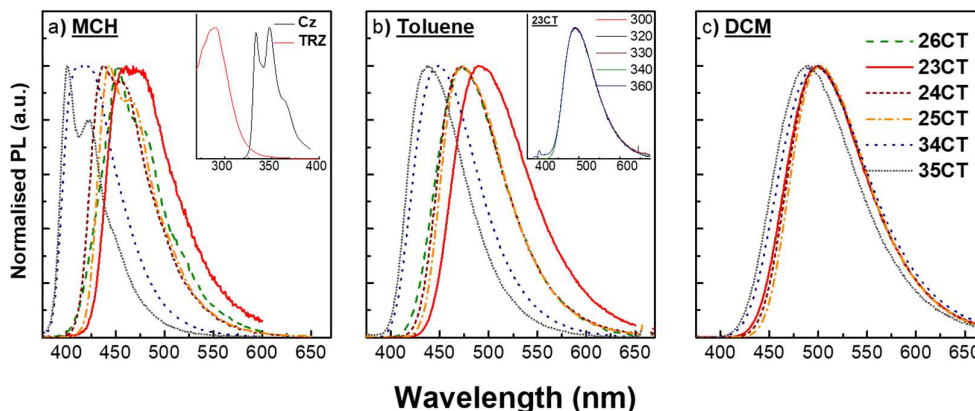 a) MCH
Cz
TRZ
300 350 400
b) Toluene
23CT
300
320
330
340
360
400 500 600
c) DCM
26CT
23CT
24CT
25CT
34CT
35CT
Normalised PL (a.u.)
400 450 500 550 600 650
400 450 500 550 600 650
400 450 500 550 600 650
Wavelength (nm)